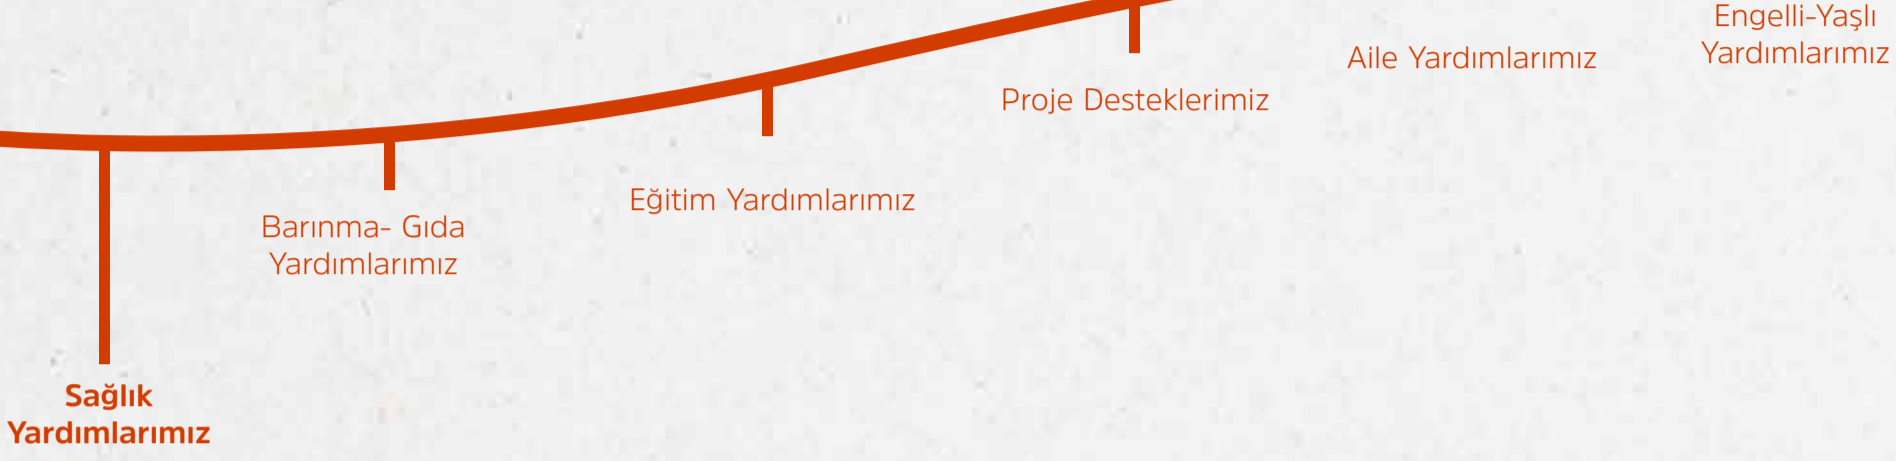 Sağlık
Yardımlarımız
Barınma- Gıda
Yardımlarımız
Eğitim Yardımlarımız
Proje Desteklerimiz
Aile Yardımlarımız
Engelli-Yaşlı
Yardımlarımız